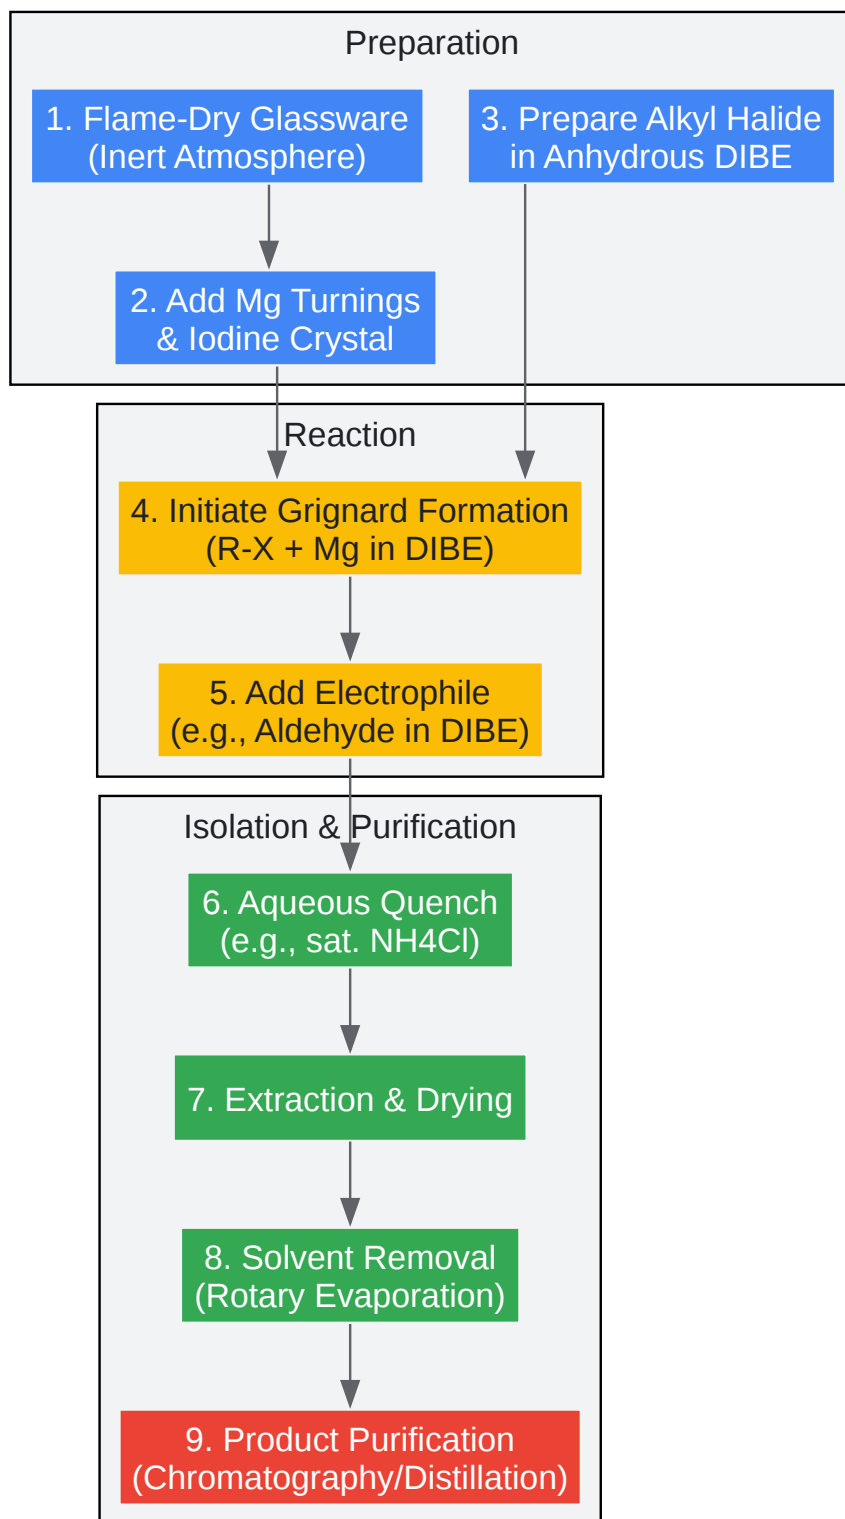 Preparation
1. Flame-Dry Glassware
(Inert Atmosphere)
3. Prepare Alkyl Halide
in Anhydrous DIBE
2. Add Mg Turnings
& Iodine Crystal
Reaction
4. Initiate Grignard Formation
(R-X + Mg in DIBE)
5. Add Electrophile
(e.g., Aldehyde in DIBE)
Isolation & Purification
6. Aqueous Quench
(e.g., sat. NH4Cl)
7. Extraction & Drying
8. Solvent Removal
(Rotary Evaporation)
9. Product Purification
(Chromatography/Distillation)